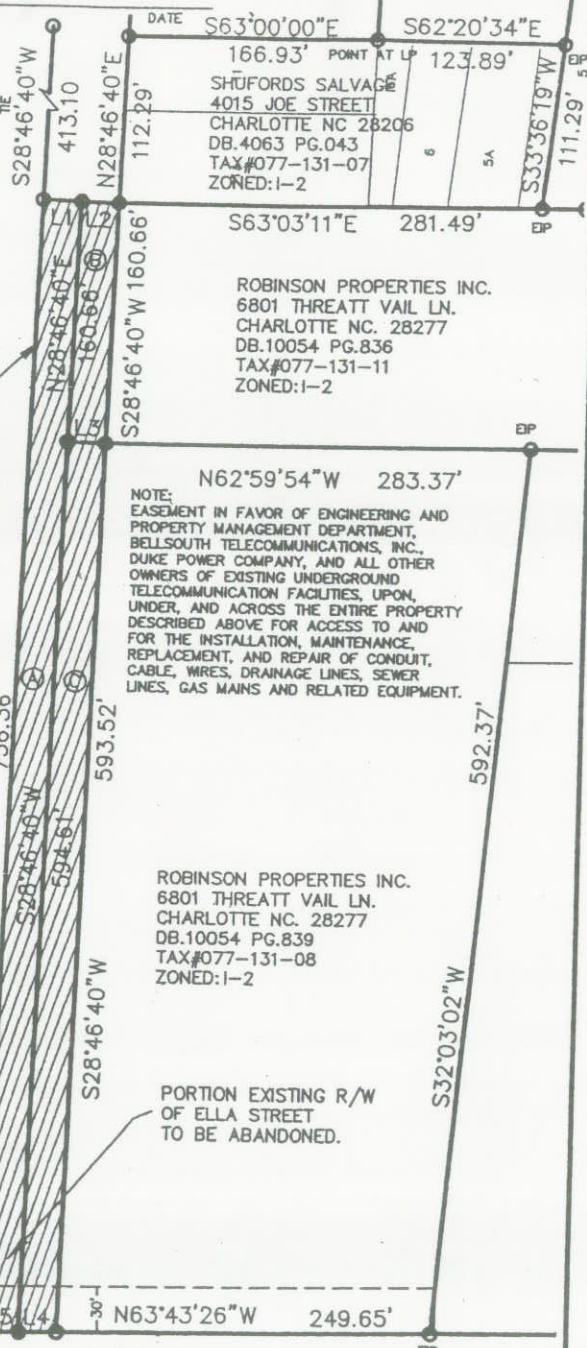 DATE
S63°00'00"E
S62°20'34"E
166.93'
POINT AT LP
123.89'
EIP
TIE
S28°46'40"W
413.10
N28°46'40"E
112.29'
SHUFORDS SALVAGE
4015 JOE STREET
CHARLOTTE NC 28206
DB.4063 PG.043
TAX#077-131-07
ZONED:I-2
6
5A
S33°36'19"W
111.29'
L1
L2
S63°03'11"E
281.49'
EIP
N28°46'40"E
160.66'
B
S28°46'40"W 160.66'
ROBINSON PROPERTIES INC.
6801 THREATT VAIL LN.
CHARLOTTE NC. 28277
DB.10054 PG.836
TAX#077-131-11
ZONED:I-2
L3
EIP
N62°59'54"W
283.37'
NOTE:
EASEMENT IN FAVOR OF ENGINEERING AND
PROPERTY MANAGEMENT DEPARTMENT,
BELLSOUTH TELECOMMUNICATIONS, INC.,
DUKE POWER COMPANY, AND ALL OTHER
OWNERS OF EXISTING UNDERGROUND
TELECOMMUNICATION FACILITIES, UPON,
UNDER, AND ACROSS THE ENTIRE PROPERTY
DESCRIBED ABOVE FOR ACCESS TO AND
FOR THE INSTALLATION, MAINTENANCE,
REPLACEMENT, AND REPAIR OF CONDUIT,
CABLE, WIRES, DRAINAGE LINES, SEWER
LINES, GAS MAINS AND RELATED EQUIPMENT.
A
C
593.52'
592.37'
S28°46'40"W
594.61'
ROBINSON PROPERTIES INC.
6801 THREATT VAIL LN.
CHARLOTTE NC. 28277
DB.10054 PG.839
TAX#077-131-08
ZONED:I-2
S28°46'40"W
S32°03'02"W
PORTION EXISTING R/W
OF ELLA STREET
TO BE ABANDONED.
L4
30'
N63°43'26"W
249.65'